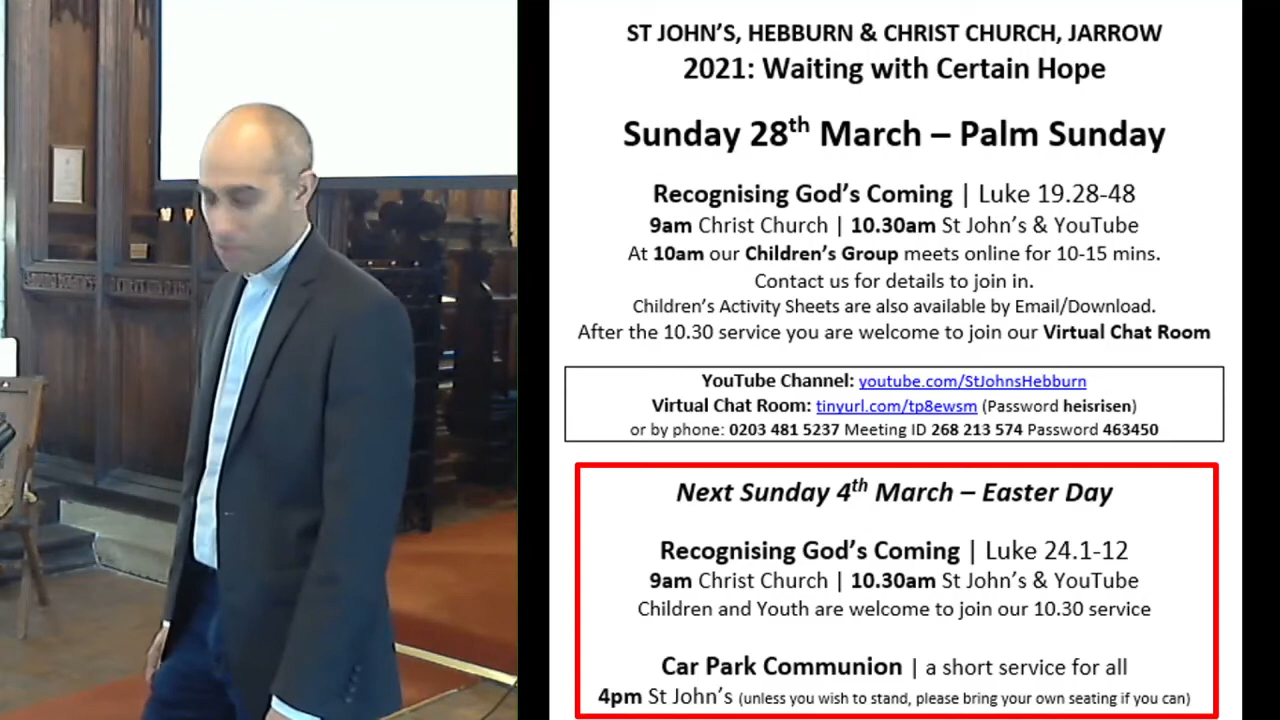 ST JOHN'S, HEBBURN & CHRIST CHURCH, JARROW
2021: Waiting with Certain Hope
Sunday 28th March – Palm Sunday
Recognising God's Coming | Luke 19.28-48
9am Christ Church | 10.30am St John's & YouTube
At 10am our Children's Group meets online for 10-15 mins.
Contact us for details to join in.
Children's Activity Sheets are also available by Email/Download.
After the 10.30 service you are welcome to join our Virtual Chat Room
YouTube Channel: youtube.com/StJohnsHebburn
Virtual Chat Room: tinyurl.com/tp8ewsm (Password heisrisen)
or by phone: 0203 481 5237 Meeting ID 268 213 574 Password 463450
Next Sunday 4th March – Easter Day
Recognising God's Coming | Luke 24.1-12
9am Christ Church | 10.30am St John's & YouTube
Children and Youth are welcome to join our 10.30 service
Car Park Communion | a short service for all
4pm St John's (unless you wish to stand, please bring your own seating if you can)